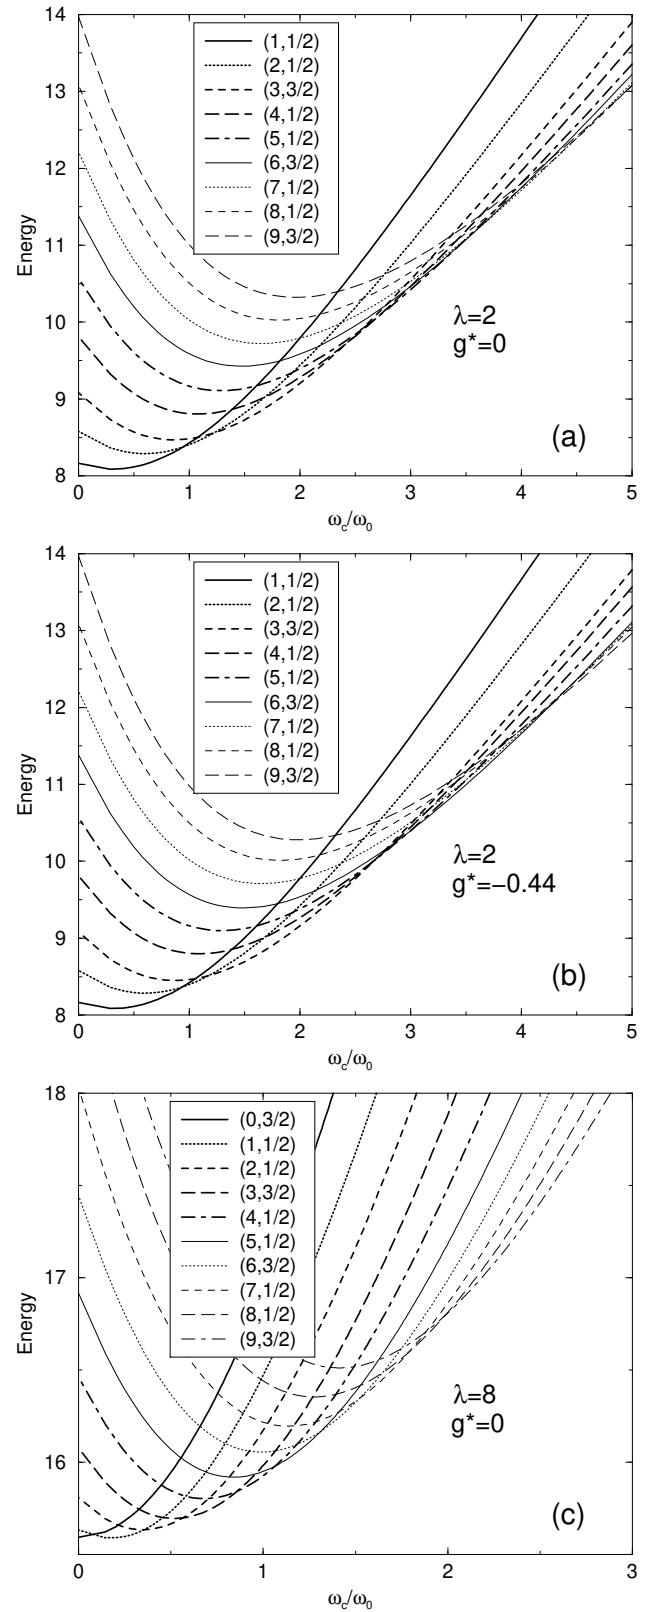 14
13
12
11
10
9
8
Energy
(1,1/2)
(2,1/2)
(3,3/2)
(4,1/2)
(5,1/2)
(6,3/2)
(7,1/2)
(8,1/2)
(9,3/2)
λ=2
g*=0
(a)
0 1 2 3 4 5
ω_c/ω_0
14
13
12
11
10
9
8
Energy
(1,1/2)
(2,1/2)
(3,3/2)
(4,1/2)
(5,1/2)
(6,3/2)
(7,1/2)
(8,1/2)
(9,3/2)
λ=2
g*=−0.44
(b)
0 1 2 3 4 5
ω_c/ω_0
18
17
16
Energy
(0,3/2)
(1,1/2)
(2,1/2)
(3,3/2)
(4,1/2)
(5,1/2)
(6,3/2)
(7,1/2)
(8,1/2)
(9,3/2)
λ=8
g*=0
(c)
0 1 2 3
ω_c/ω_0